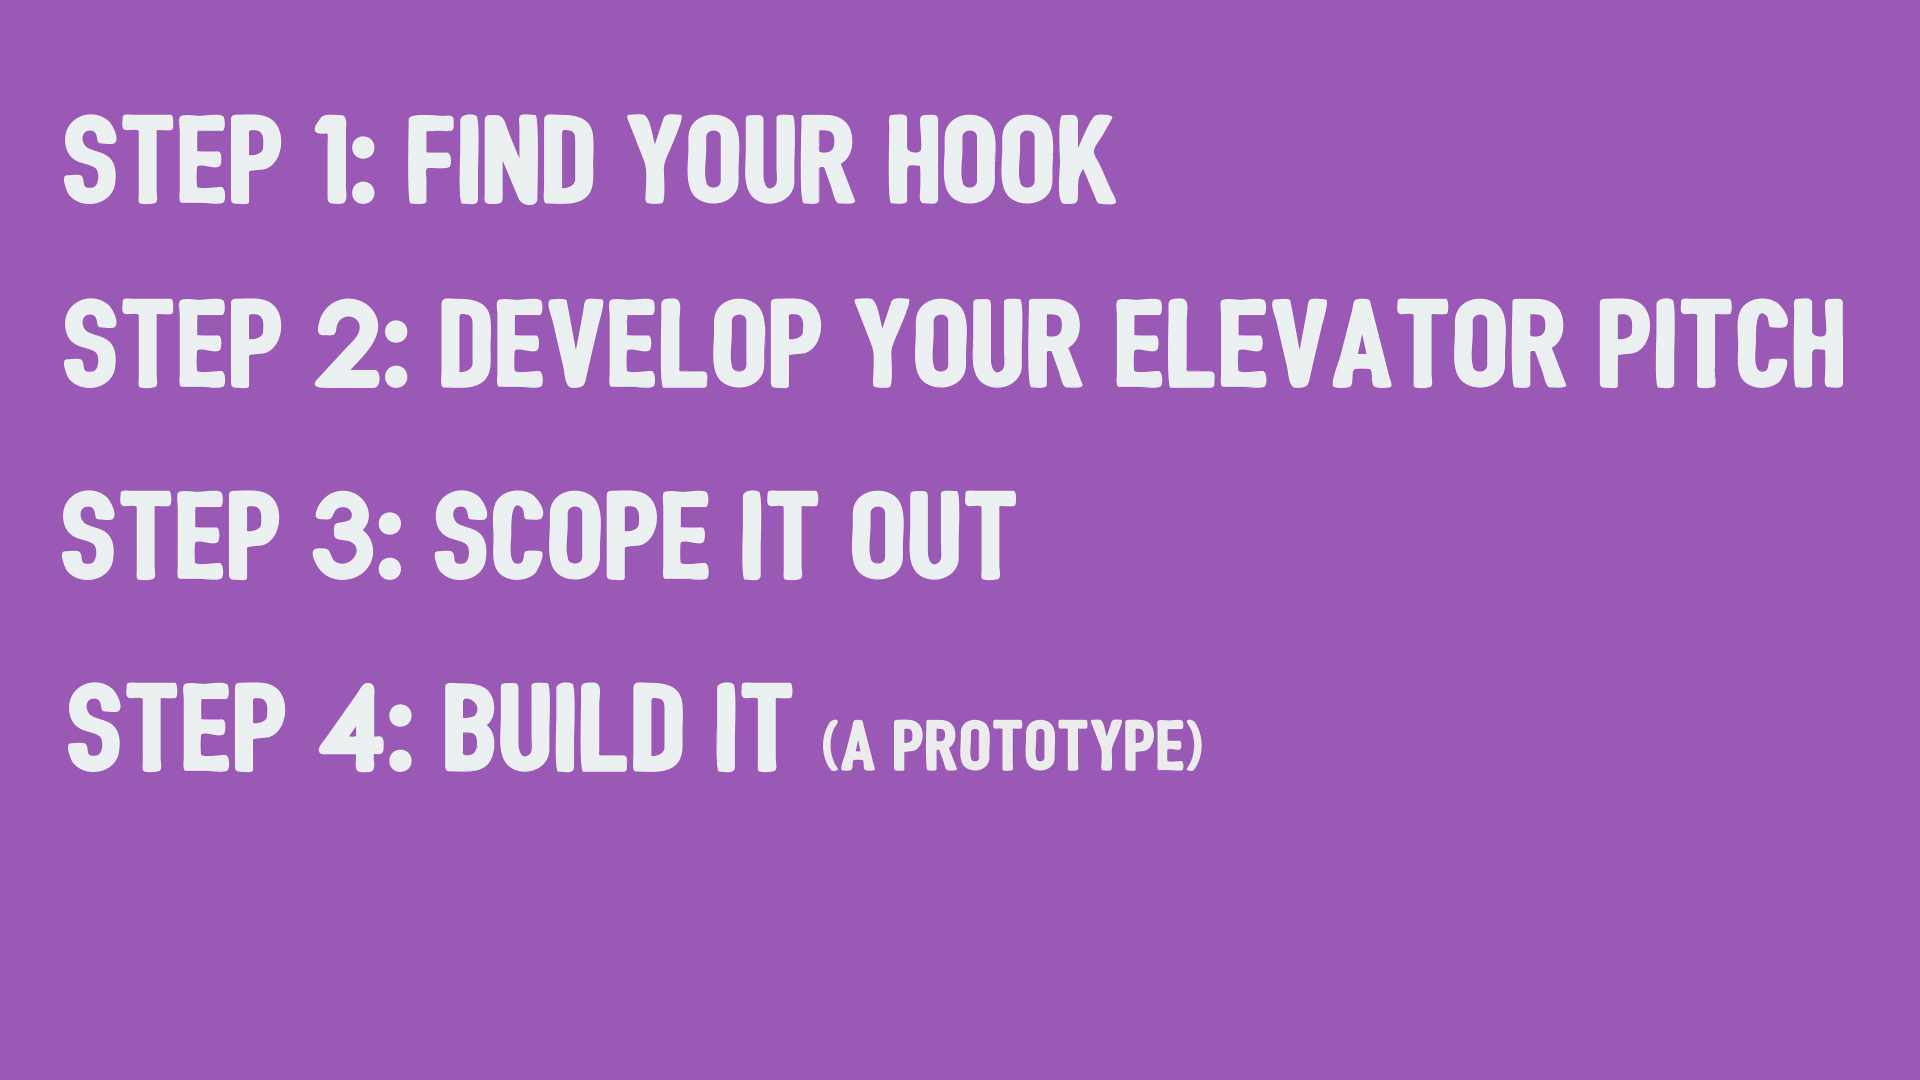 STEP 1: FIND YOUR HOOK
STEP 2: DEVELOP YOUR ELEVATOR PITCH
STEP 3: SCOPE IT OUT
STEP 4: BUILD IT (A PROTOTYPE)